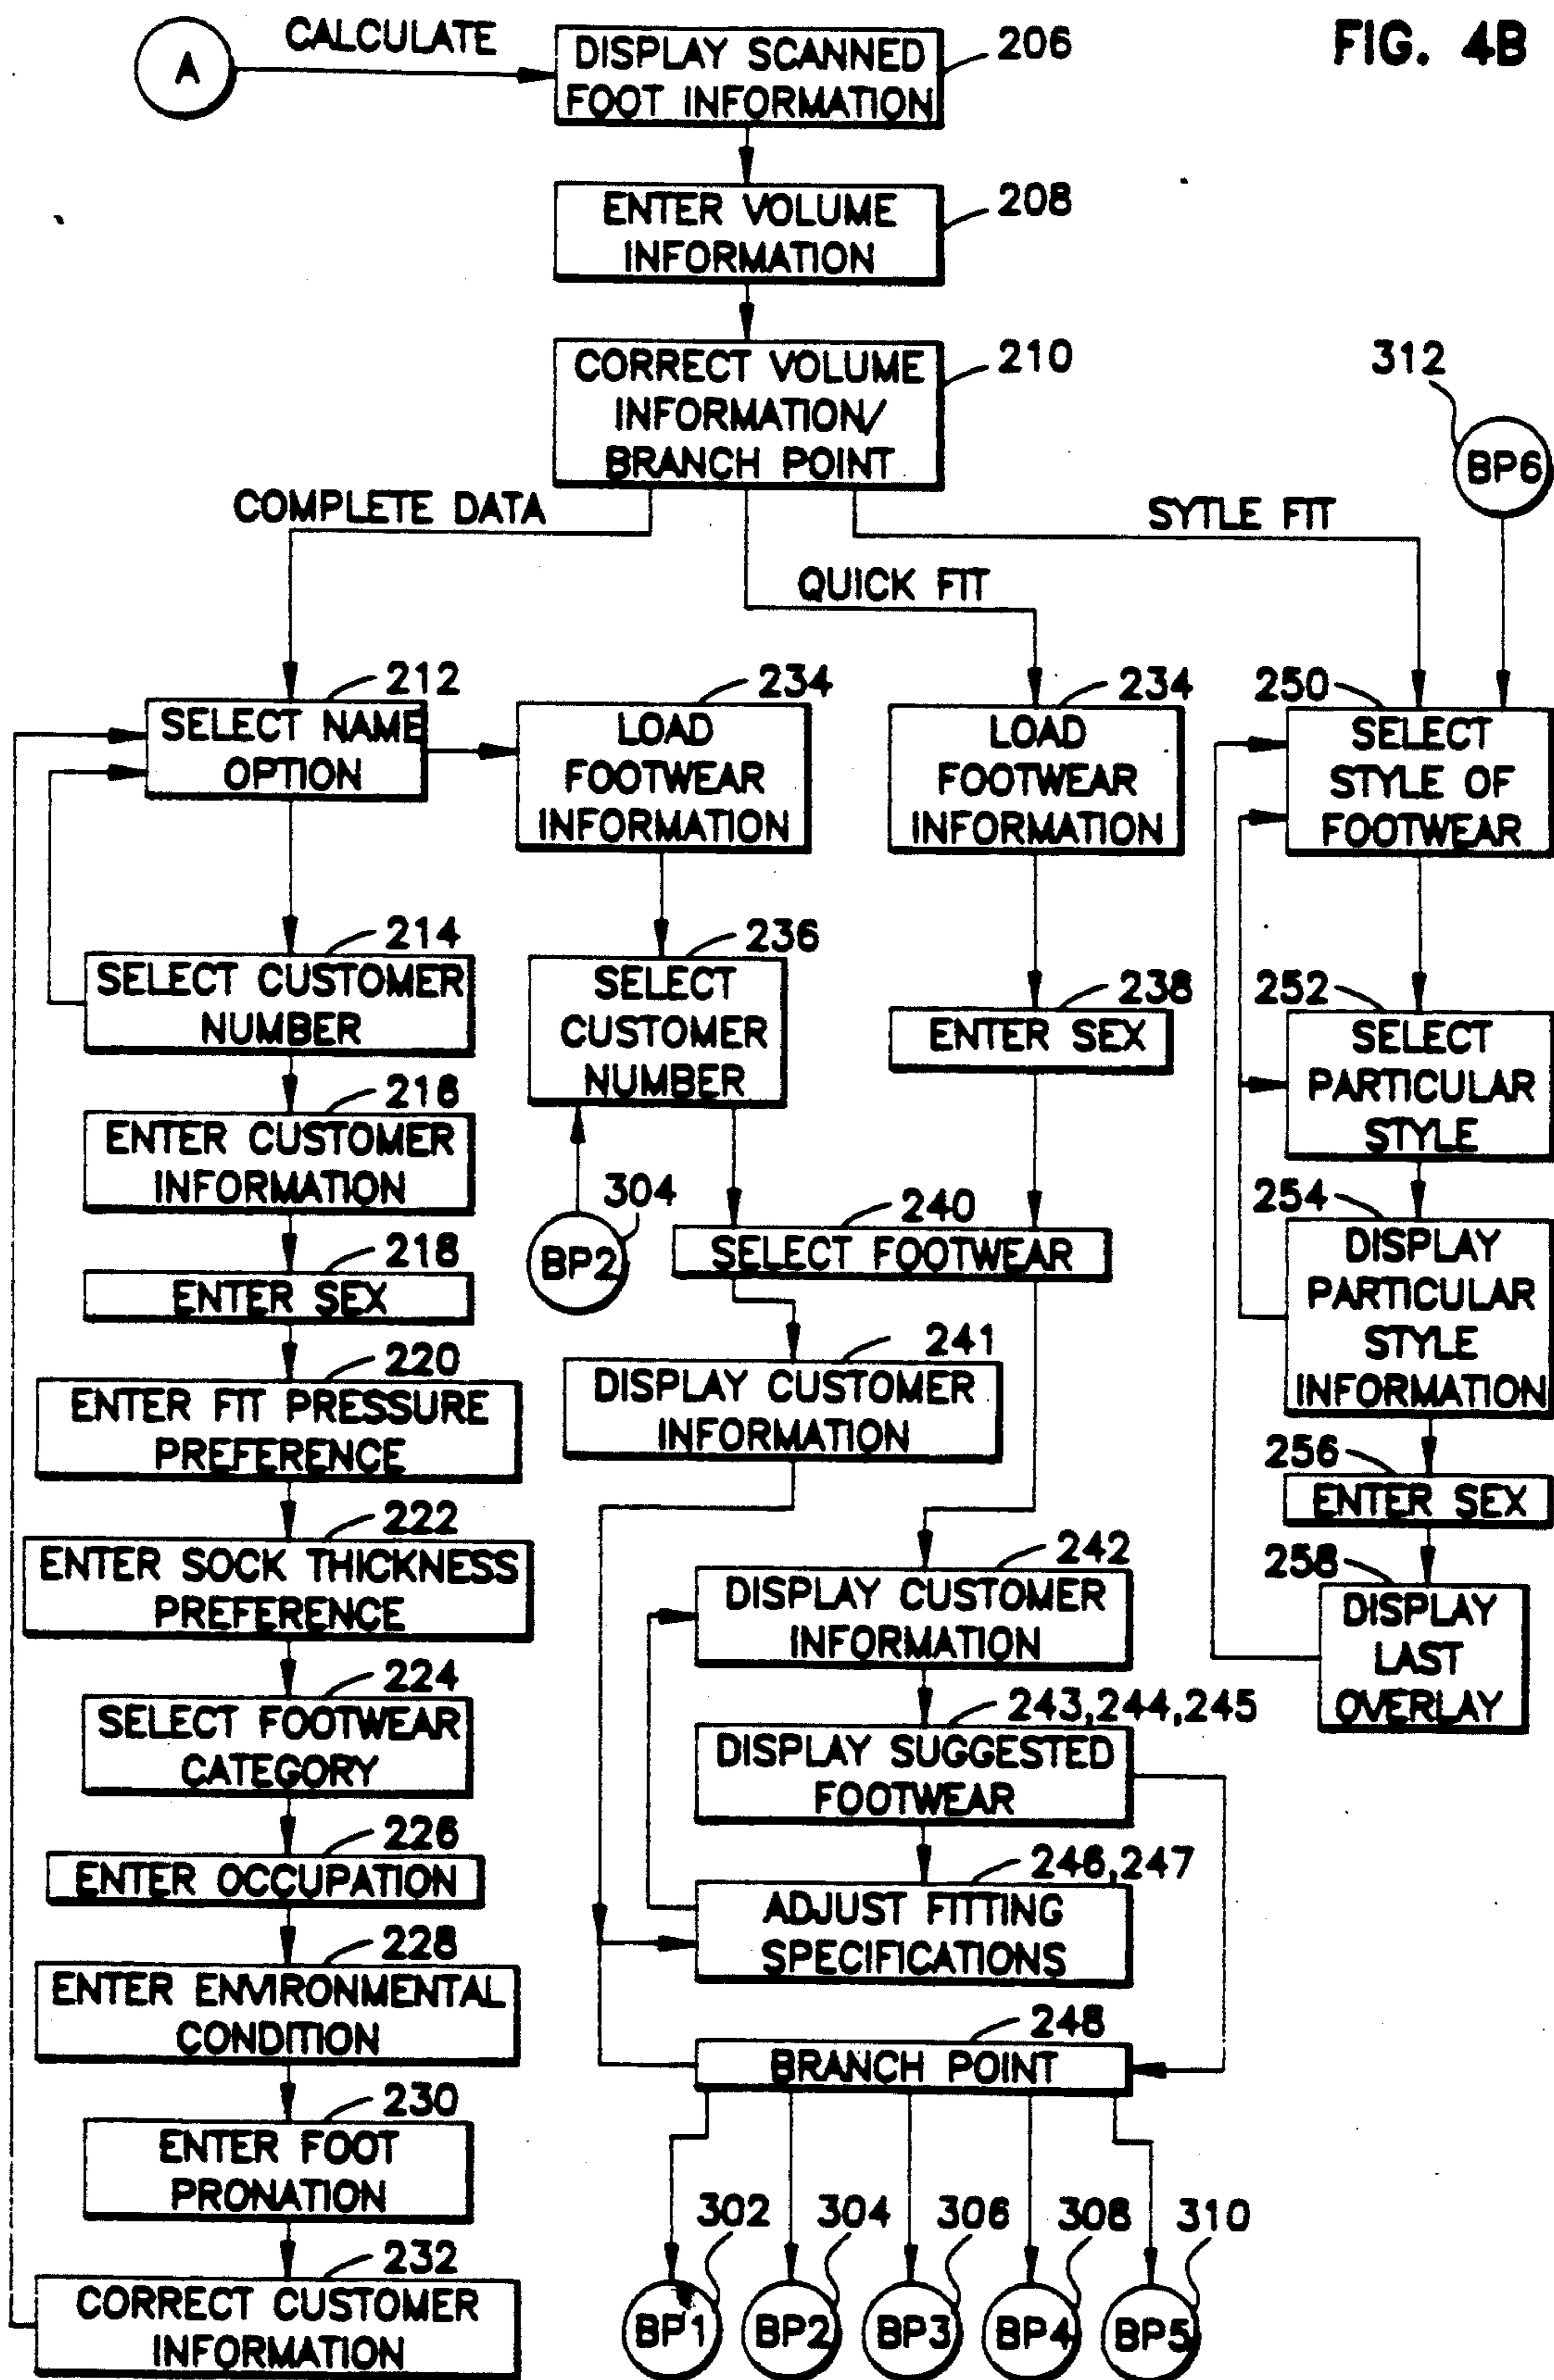 FIG. 4B
A
CALCULATE
DISPLAY SCANNED
FOOT INFORMATION
206
ENTER VOLUME
INFORMATION
208
CORRECT VOLUME
INFORMATION/
BRANCH POINT
210
312
BP6
COMPLETE DATA
QUICK FIT
SYTLE FIT
212
SELECT NAME
OPTION
214
SELECT CUSTOMER
NUMBER
216
ENTER CUSTOMER
INFORMATION
218
ENTER SEX
220
ENTER FIT PRESSURE
PREFERENCE
222
ENTER SOCK THICKNESS
PREFERENCE
224
SELECT FOOTWEAR
CATEGORY
226
ENTER OCCUPATION
228
ENTER ENVIRONMENTAL
CONDITION
230
ENTER FOOT
PRONATION
232
CORRECT CUSTOMER
INFORMATION
234
LOAD
FOOTWEAR
INFORMATION
236
SELECT
CUSTOMER
NUMBER
304
BP2
234
LOAD
FOOTWEAR
INFORMATION
238
ENTER SEX
240
SELECT FOOTWEAR
241
DISPLAY CUSTOMER
INFORMATION
242
DISPLAY CUSTOMER
INFORMATION
243,244,245
DISPLAY SUGGESTED
FOOTWEAR
246,247
ADJUST FITTING
SPECIFICATIONS
248
BRANCH POINT
302
BP1
304
BP2
306
BP3
308
BP4
310
BP5
250
SELECT
STYLE OF
FOOTWEAR
252
SELECT
PARTICULAR
STYLE
254
DISPLAY
PARTICULAR
STYLE
INFORMATION
256
ENTER SEX
258
DISPLAY
LAST
OVERLAY